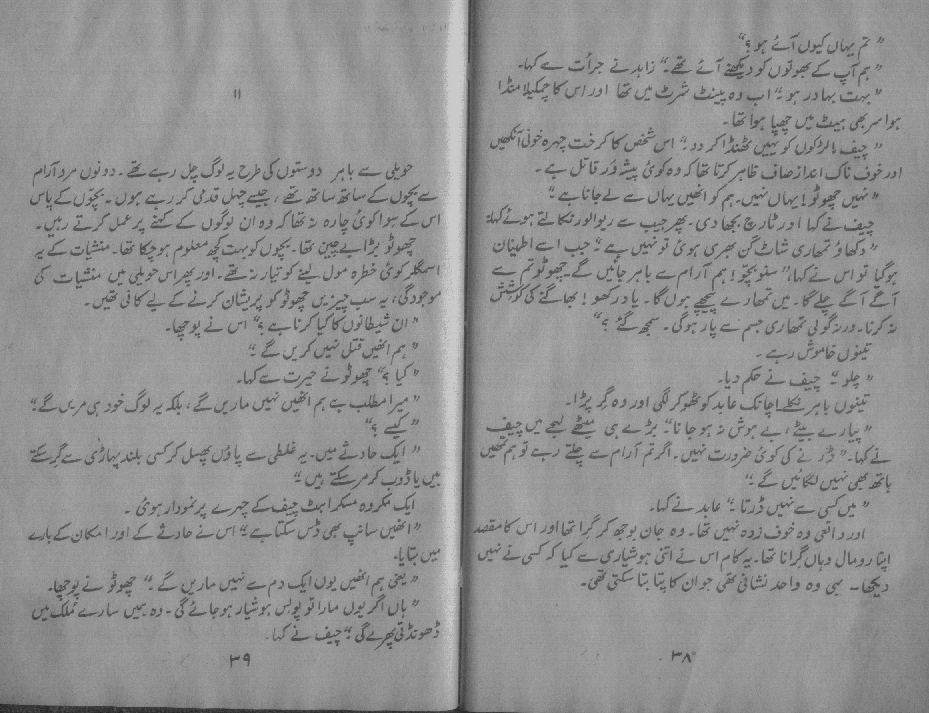 ”تم یہاں کیوں آئے ہو؟“
”ہم آپ کے بھوتوں کو دیکھنے آئے تھے۔“ زاہد نے جرأت سے کہا۔
”بہت بہادر ہو۔“ اب وہ پینٹ شرٹ میں تھا اور اس کا چمکیلا منڈا
ہوا سر بھی ہیٹ میں چھپا ہوا تھا۔
”چیف! لڑکوں کو یہیں ٹھنڈا کر دو۔“ اس شخص کا کرخت چہرہ خونی آنکھیں
اور خوف ناک انداز صاف ظاہر کرتا تھا کہ وہ کوئی پیشہ ور قاتل ہے۔
”نہیں چھوٹو! یہاں نہیں۔ ہم کو انھیں یہاں سے لے جانا ہے۔“
چیف نے کہا اور ٹارچ بجھا دی۔ پھر جیب سے ریوالور نکالتے ہوئے کہا:
”دکھاؤ تمھاری شاٹ گن بھری ہوئی تو نہیں ہے۔“ جب اسے اطمینان
ہو گیا تو اس نے کہا، ”سنو بچّو! ہم آرام سے باہر جائیں گے۔ چھوٹو تم سے
آگے آگے چلے گا۔ میں تمھارے پیچھے ہوں گا۔ یاد رکھو! بھاگنے کی کوشش
نہ کرنا۔ ورنہ گولی تمھاری جسم سے پار ہو گی۔ سمجھ گئے؟“
تینوں خاموش رہے۔
”چلو۔“ چیف نے حکم دیا۔
تینوں باہر نکلے۔ اچانک عابد کو ٹھوکر لگی اور وہ گر پڑا۔
”پیارے بیٹے، بے ہوش نہ ہو جانا۔“ بڑے ہی میٹھے لہجے میں چیف
نے کہا۔ ”ڈرنے کی کوئی ضرورت نہیں۔ اگر تم آرام سے چلتے رہے تو ہم تمھیں
ہاتھ بھی نہیں لگائیں گے۔“
”میں کسی سے نہیں ڈرتا۔“ عابد نے کہا۔
اور واقعی وہ خوف زدہ نہیں تھا۔ وہ جان بوجھ کر گرا تھا اور اس کا مقصد
اپنا رومال وہاں گرانا تھا۔ یہ کام اس نے اتنی ہوشیاری سے کیا کہ کسی نے نہیں
دیکھا۔ یہی وہ واحد نشانی تھی جو ان کا پتا بتا سکتی تھی۔
۳۸
۱۱
حویلی سے باہر دوستوں کی طرح یہ لوگ چل رہے تھے۔ دونوں مرد آرام
سے بچّوں کے ساتھ ساتھ تھے، جیسے چہل قدمی کر رہے ہوں۔ بچّوں کے پاس
اس کے سوا کوئی چارہ نہ تھا کہ وہ ان لوگوں کے کہنے پر عمل کرتے رہیں۔
چھوٹو بڑا بے چین تھا۔ بچّوں کو بہت کچھ معلوم ہو چکا تھا۔ منشیات کے یہ
اسمگلر کوئی خطرہ مول لینے کو تیار نہ تھے۔ اور پھر اس حویلی میں منشیات کی
موجودگی، یہ سب چیزیں چھوٹو کو پریشان کرنے کے لیے کافی تھیں۔
”ان شیطانوں کا کیا کرنا ہے؟“ اس نے پوچھا۔
”ہم انھیں قتل نہیں کریں گے۔“
”کیا؟“ چھوٹو نے حیرت سے کہا۔
”میرا مطلب ہے ہم انھیں نہیں ماریں گے، بلکہ یہ لوگ خود ہی مریں گے۔“
”کیسے؟“
”ایک حادثے میں۔ یہ غلطی سے پاؤں پھسل کر کسی بلند پہاڑی سے گر سکتے
ہیں یا ڈوب کر مر سکتے ہیں۔“
ایک مکروہ مسکراہٹ چیف کے چہرے پر نمودار ہوئی۔
”انھیں سانپ بھی ڈس سکتا ہے۔“ اس نے حادثے کے اور امکان کے بارے
میں بتایا۔
”یعنی ہم انھیں یوں ایک دم سے نہیں ماریں گے۔“ چھوٹو نے پوچھا۔
”ہاں اگر یوں مارا تو پولس ہوشیار ہو جائے گی۔ وہ ہمیں سارے مُلک میں
ڈھونڈتی پھرے گی۔“ چیف نے کہا۔
۳۹